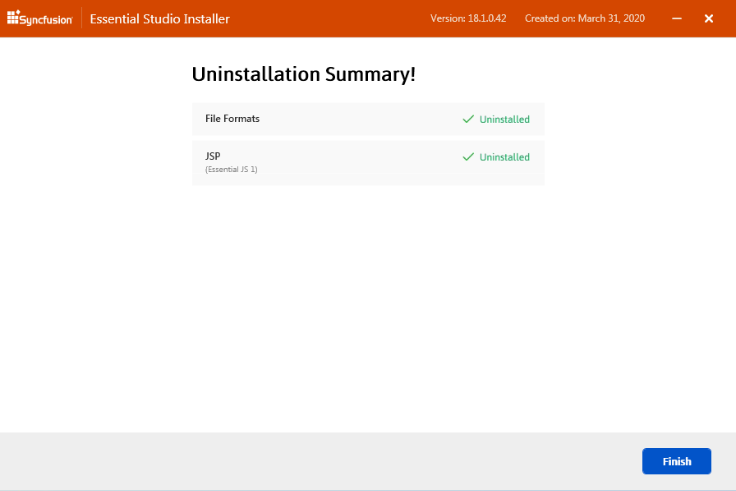 Syncfusion Essential Studio Installer Version: 18.1.0.42 Created on: March 31, 2020
Uninstallation Summary!
File Formats Uninstalled
JSP Uninstalled
(Essential JS 1)
Finish